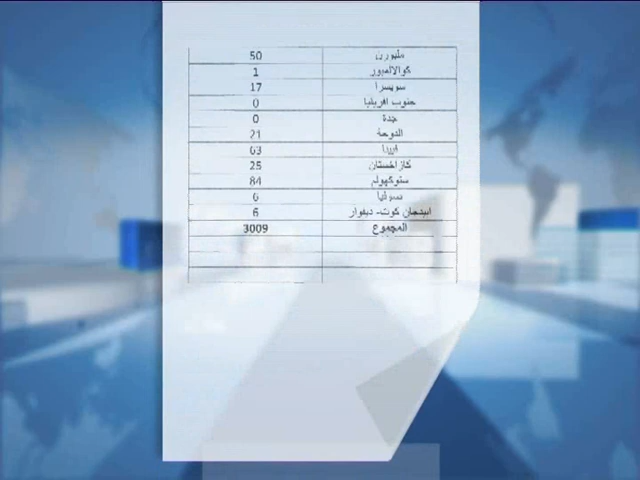 ملبورن 50
كوالالمبور 1
سويسرا 17
جنوب افريقيا 0
جدة 0
الدوحة 21
63
كازاخستان 25
ستوكهولم 84
6
ابيدجان كوت- ديفوار 6
المجموع 3009